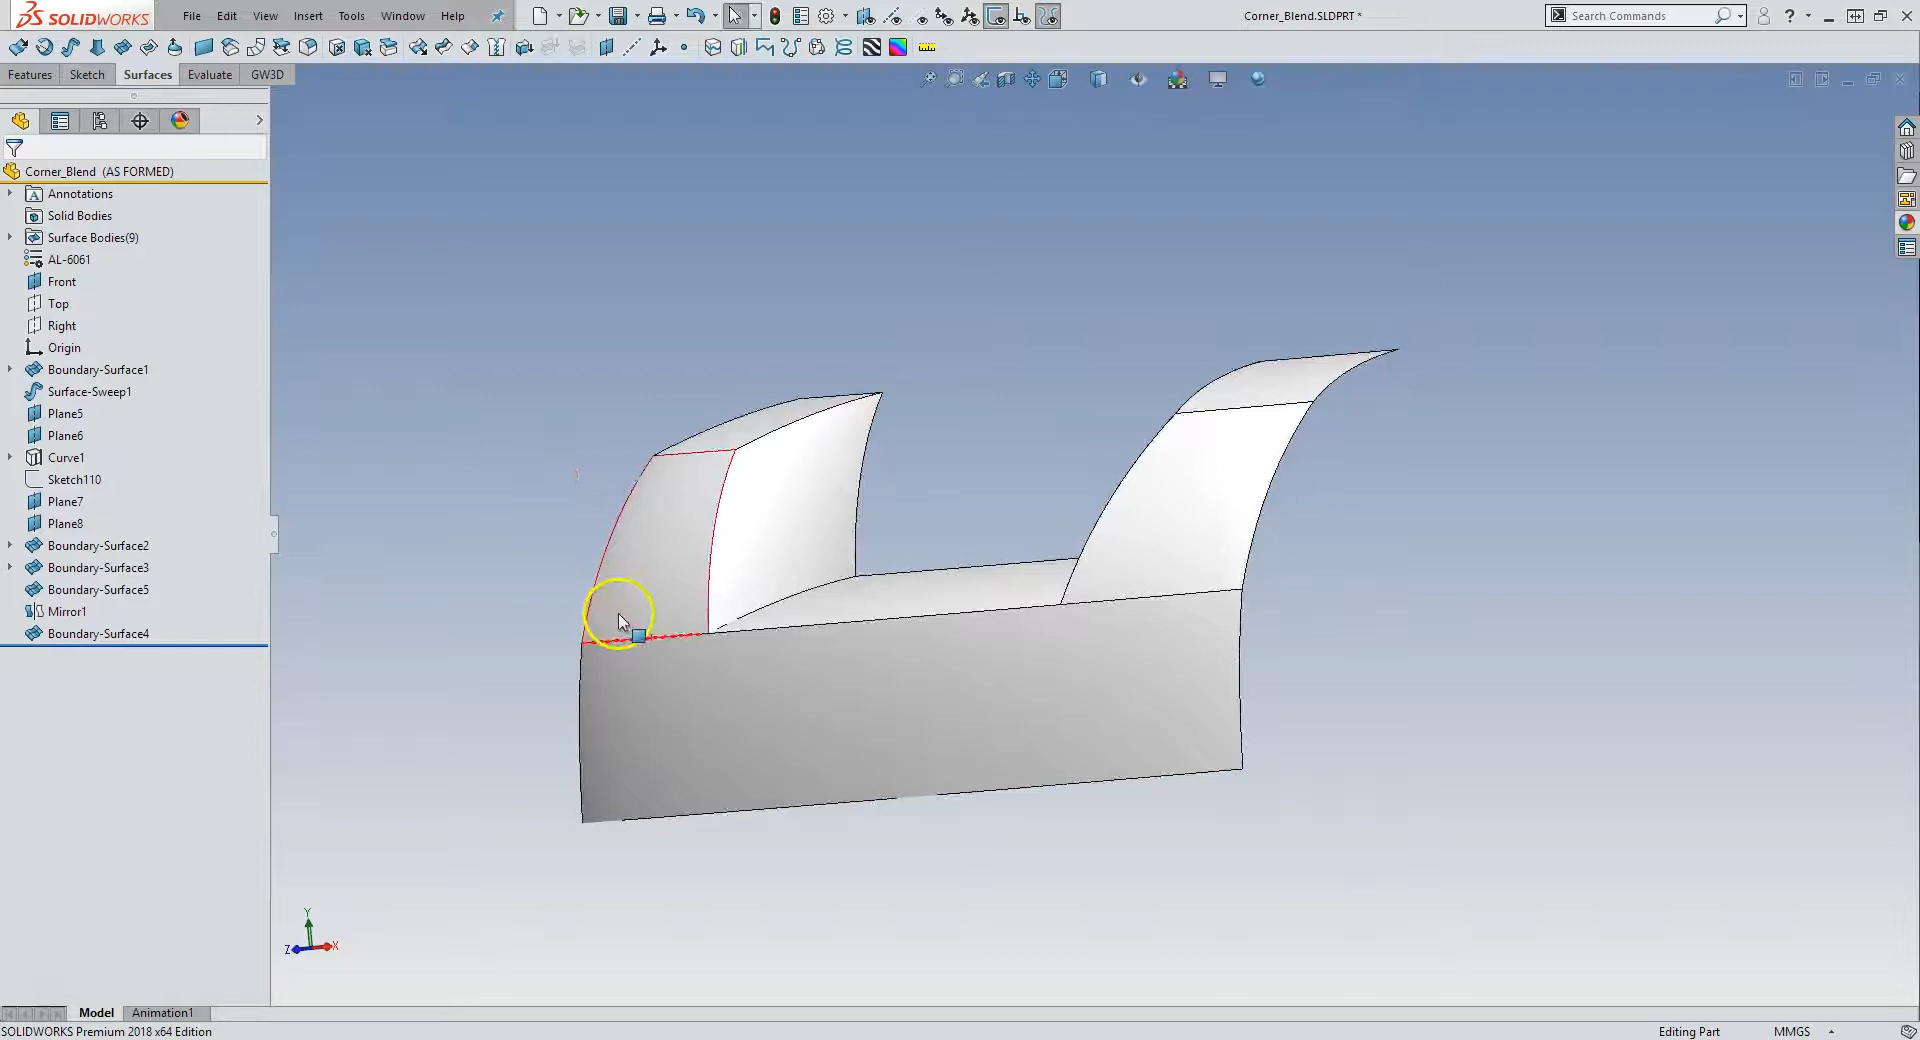 SOLIDWORKS
File Edit View Insert Tools Window Help
Corner_Blend.SLDPRT *
Search Commands
?
Features Sketch Surfaces Evaluate GW3D
Corner_Blend (AS FORMED)
A Annotations
Solid Bodies
Surface Bodies(9)
AL-6061
Front
Top
Right
Origin
Boundary-Surface1
Surface-Sweep1
Plane5
Plane6
Curve1
Sketch110
Plane7
Plane8
Boundary-Surface2
Boundary-Surface3
Boundary-Surface5
Mirror1
Boundary-Surface4
Y
Z
X
Model Animation1
SOLIDWORKS Premium 2018 x64 Edition
Editing Part
MMGS